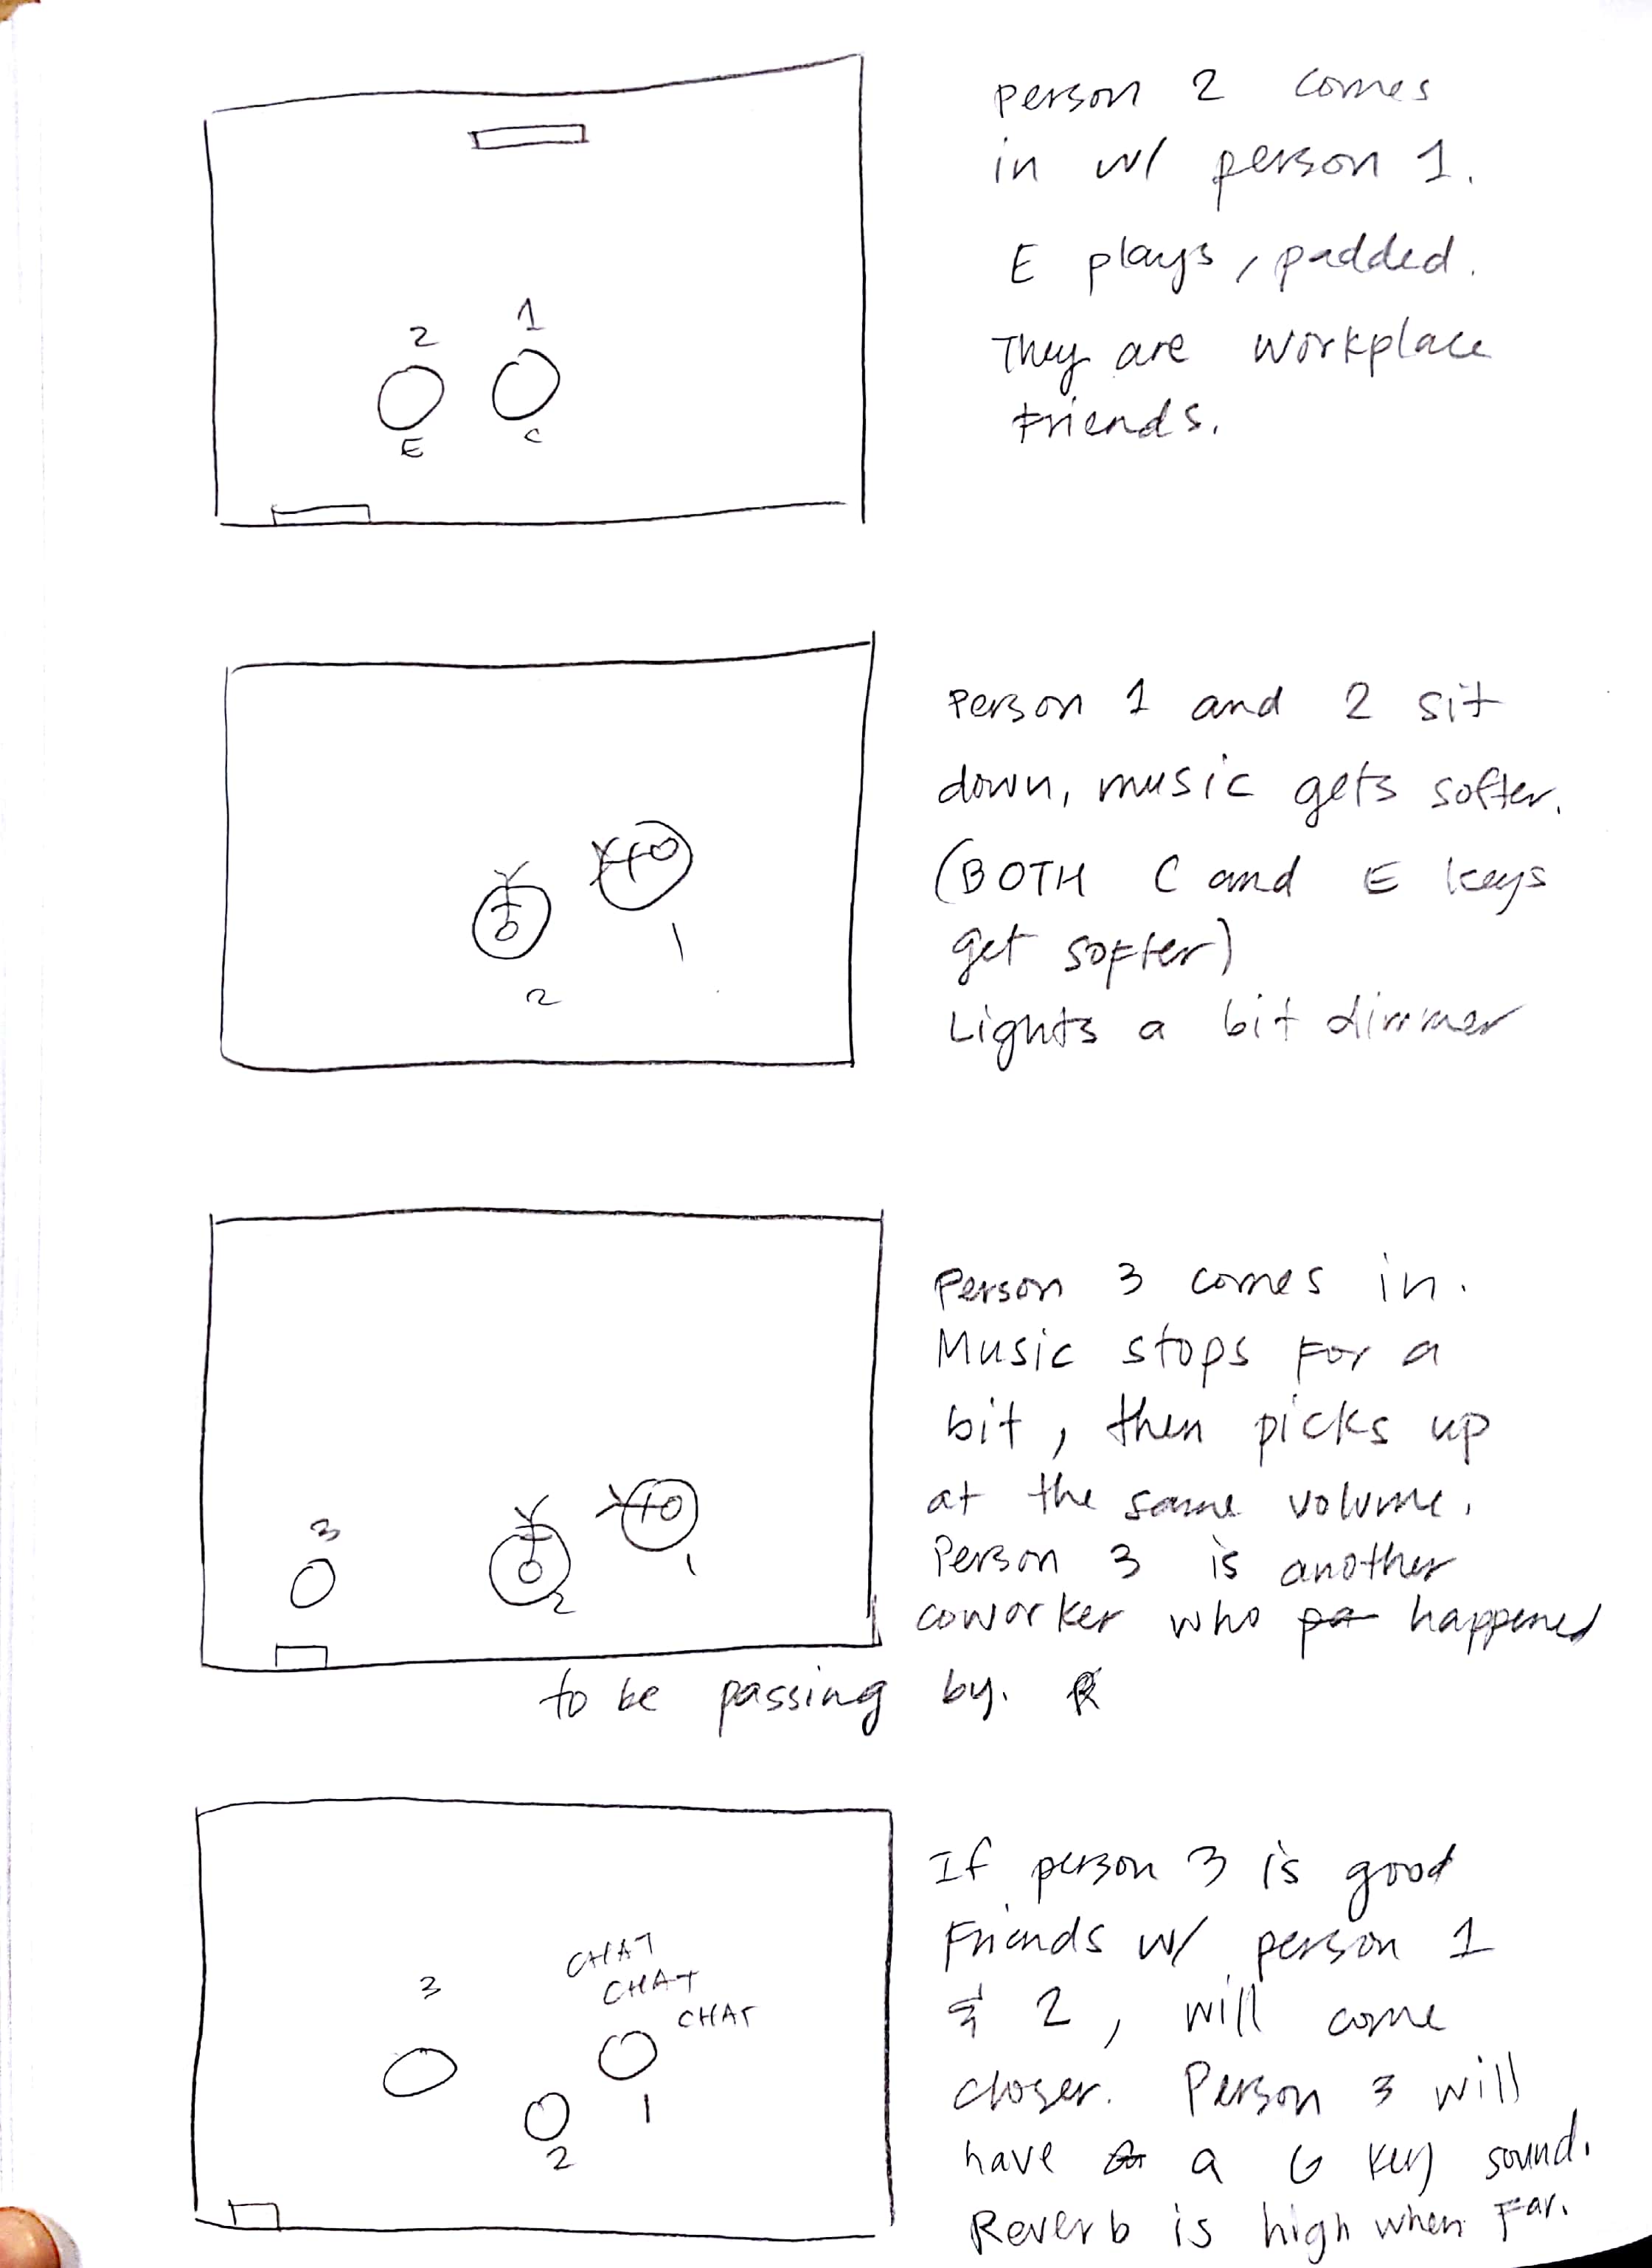 person 2 comes
in w/ person 1.
E plays, padded.
They are workplace
Friends.
2 1
E C
Person 1 and 2 sit
down, music gets softer.
(BOTH C and E keys
get softer)
Lights a bit dimmer
1
2
Person 3 comes in.
Music stops For a
bit, then picks up
at the same volume.
Person 3 is another
coworker who happened
to be passing by.
3
2
1
If person 3 is good
Friends w/ person 1
& 2, will come
closer. Person 3 will
have a G key sound.
Reverb is high when Far.
CHAT
CHAT
CHAT
3
1
2